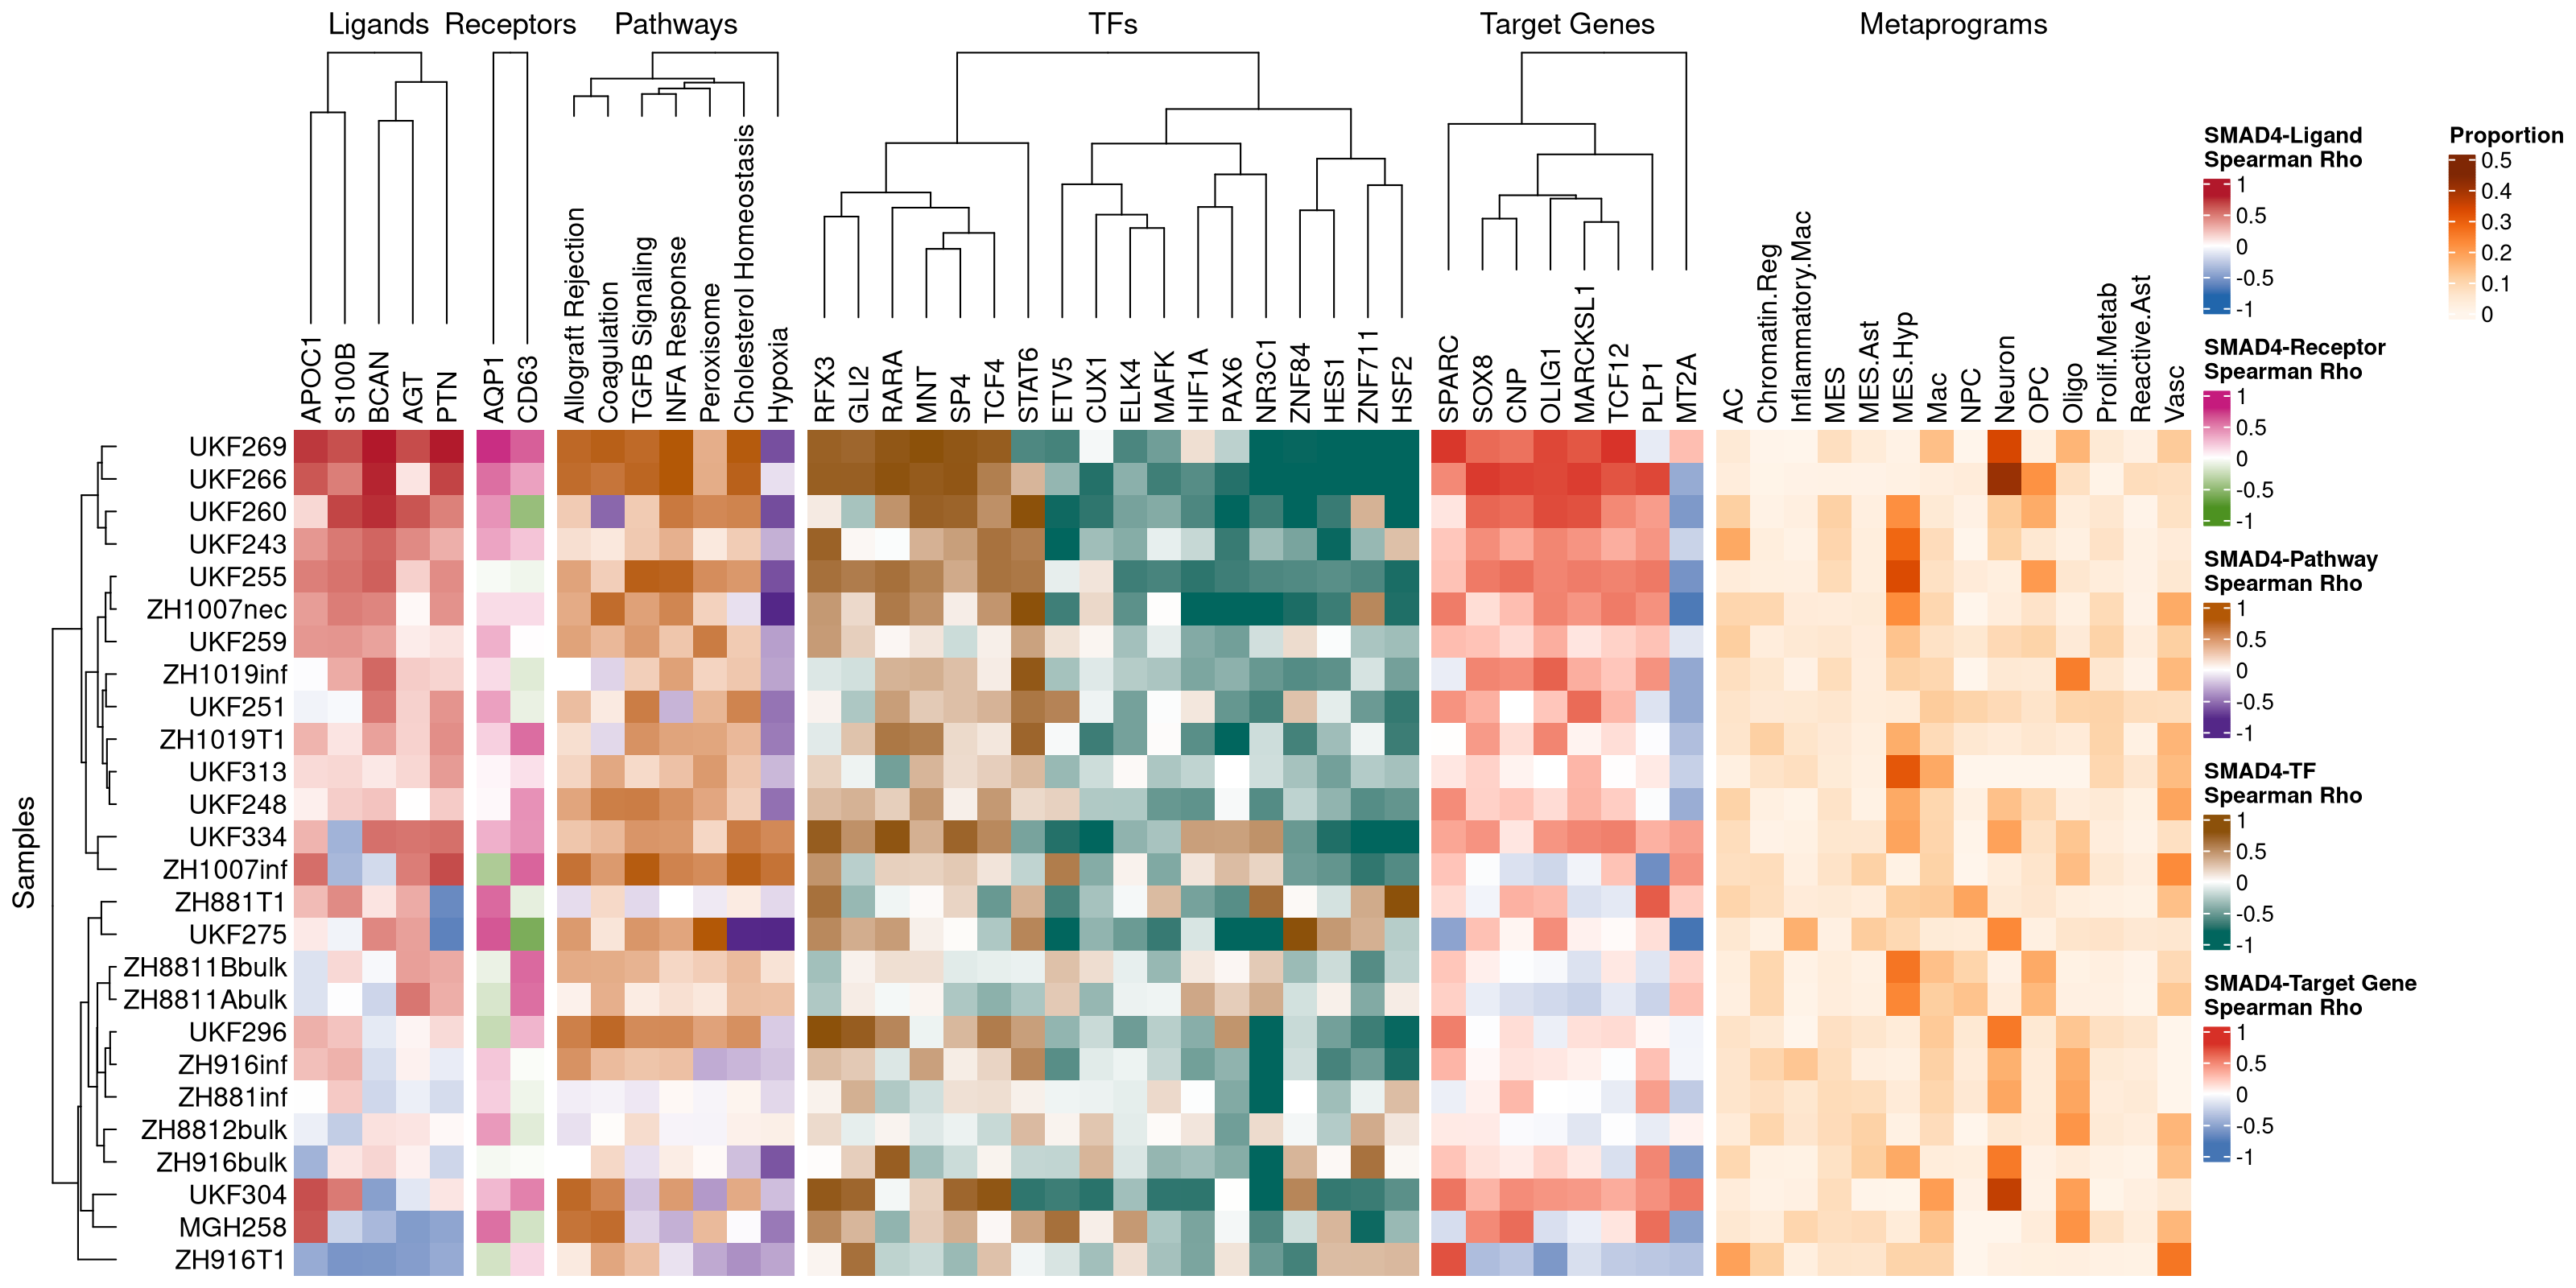 Ligands Receptors Pathways TFs Target Genes Metaprograms
APOC1 S100B BCAN AGT PTN
AQP1 CD63
Allograft Rejection
Coagulation
TGFB Signaling
INFA Response
Peroxisome
Cholesterol Homeostasis
Hypoxia
RFX3 GLI2 RARA MNT SP4 TCF4 STAT6 ETV5 CUX1 ELK4 MAFK HIF1A PAX6 NR3C1 ZNF84 HES1 ZNF711 HSF2
SPARC SOX8 CNP OLIG1 MARCKSL1 TCF12 PLP1 MT2A
AC
Chromatin.Reg
Inflammatory.Mac
MES
MES.Ast
MES.Hyp
Mac
NPC
Neuron
OPC
Oligo
Prolif.Metab
Reactive.Ast
Vasc
Samples
UKF269
UKF266
UKF260
UKF243
UKF255
ZH1007nec
UKF259
ZH1019inf
UKF251
ZH1019T1
UKF313
UKF248
UKF334
ZH1007inf
ZH881T1
UKF275
ZH8811Bbulk
ZH8811Abulk
UKF296
ZH916inf
ZH881inf
ZH8812bulk
ZH916bulk
UKF304
MGH258
ZH916T1
SMAD4-Ligand
Spearman Rho
1
0.5
0
-0.5
-1
SMAD4-Receptor
Spearman Rho
1
0.5
0
-0.5
-1
SMAD4-Pathway
Spearman Rho
1
0.5
0
-0.5
-1
SMAD4-TF
Spearman Rho
1
0.5
0
-0.5
-1
SMAD4-Target Gene
Spearman Rho
1
0.5
0
-0.5
-1
Proportion
0.5
0.4
0.3
0.2
0.1
0